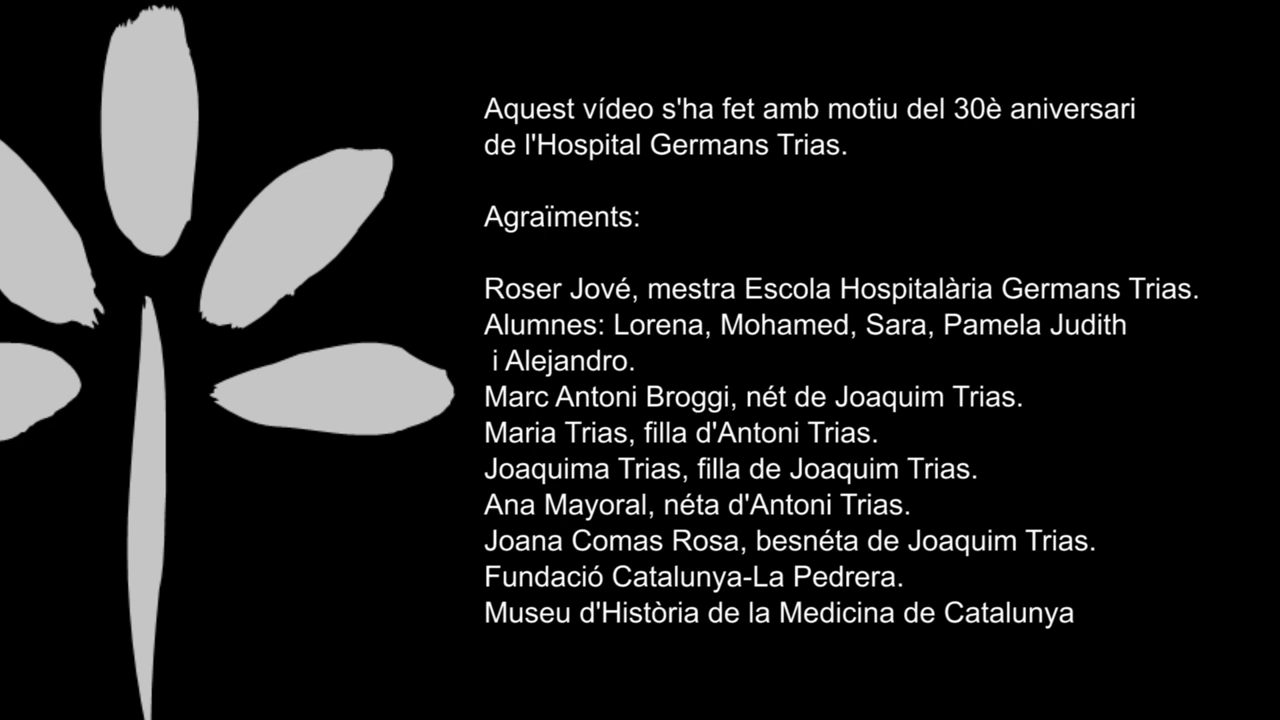 Aquest vídeo s'ha fet amb motiu del 30è aniversari
de l'Hospital Germans Trias.
Agraïments:
Roser Jové, mestra Escola Hospitalària Germans Trias.
Alumnes: Lorena, Mohamed, Sara, Pamela Judith
i Alejandro.
Marc Antoni Broggi, nét de Joaquim Trias.
Maria Trias, filla d'Antoni Trias.
Joaquima Trias, filla de Joaquim Trias.
Ana Mayoral, néta d'Antoni Trias.
Joana Comas Rosa, besnéta de Joaquim Trias.
Fundació Catalunya-La Pedrera.
Museu d'Història de la Medicina de Catalunya